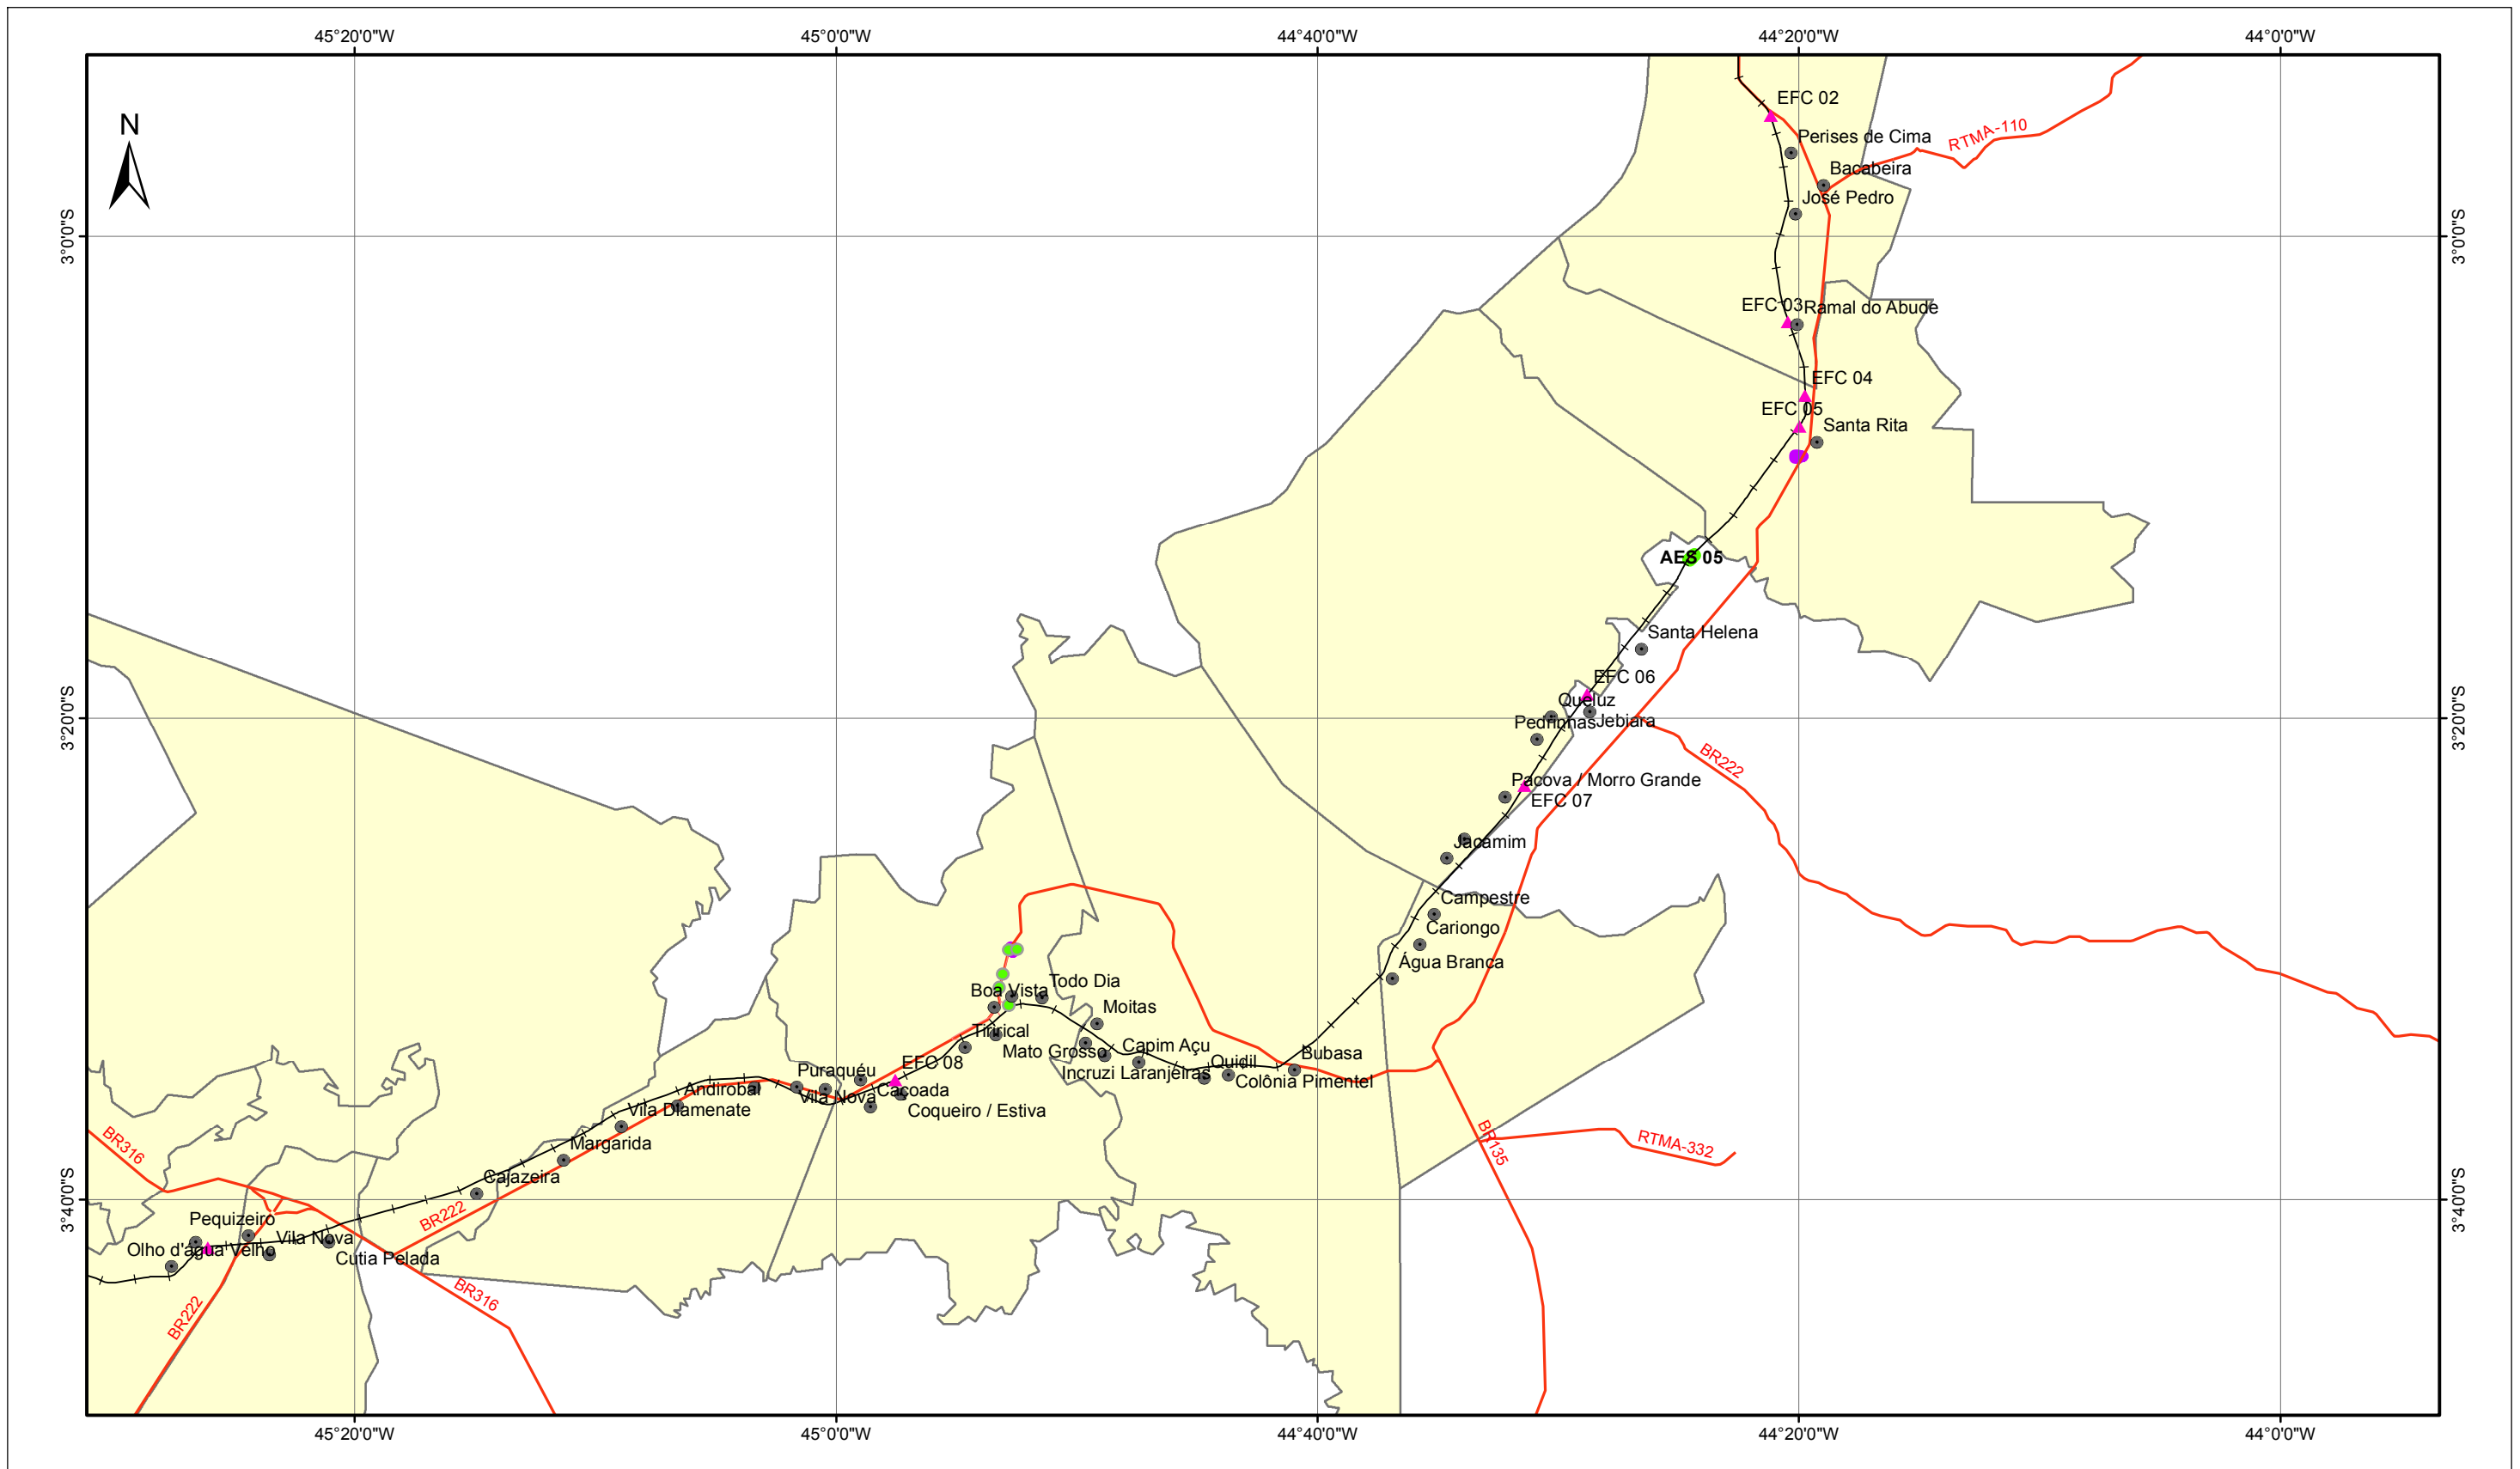 45°20'0"W
45°0'0"W
44°40'0"W
44°20'0"W
44°0'0"W
N
EFC 02
RTMA-110
Perises de Cima
Bacabeira
José Pedro
3°0'0"S
3°0'0"S
EFC 03
Ramal do Abude
EFC 04
EFC 05
Santa Rita
AES 05
Santa Helena
EFC 06
Queluz
Pedrinhas
Jebiara
3°20'0"S
3°20'0"S
BR222
Pacova / Morro Grande
EFC 07
Jacamim
Campestre
Cariongo
Água Branca
Todo Dia
Boa Vista
Moitas
Tirirical
Mato Grosso
Capim Açu
Bubasa
EFC 08
Quidil
Puraquéu
Incruzi Laranjeiras
Colônia Pimentel
Andirobal
Vila Nova
Caçoada
Vila Diamenate
Coqueiro / Estiva
BR316
Margarida
BR135
RTMA-332
Cajazeira
3°40'0"S
3°40'0"S
BR222
Pequizeiro
Vila Nova
Olho d'agua Velho
Cutia Pelada
BR316
BR222
45°20'0"W
45°0'0"W
44°40'0"W
44°20'0"W
44°0'0"W